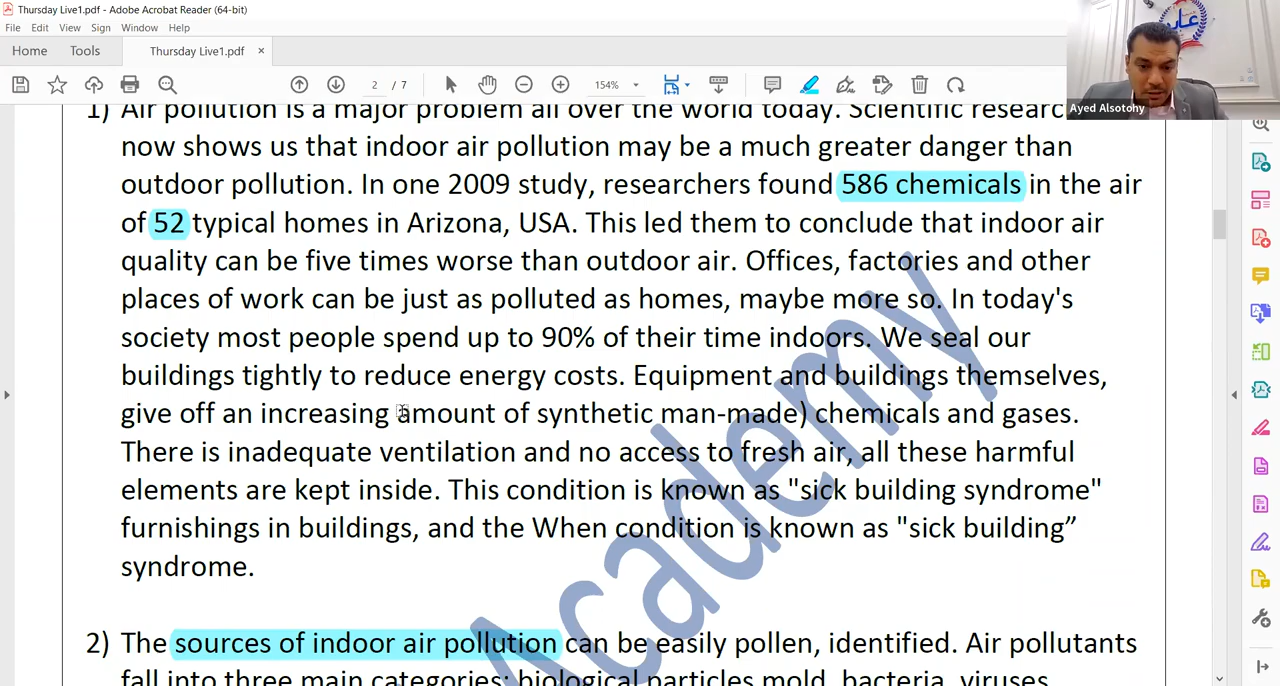 Thursday Live1.pdf - Adobe Acrobat Reader (64-bit)
File Edit View Sign Window Help
Home Tools Thursday Live1.pdf ×
2 / 7 154%
Ayed Alsotohy
1) Air pollution is a major problem all over the world today. Scientific
now shows us that indoor air pollution may be a much greater danger than
outdoor pollution. In one 2009 study, researchers found 586 chemicals in the air
of 52 typical homes in Arizona, USA. This led them to conclude that indoor air
quality can be five times worse than outdoor air. Offices, factories and other
places of work can be just as polluted as homes, maybe more so. In today's
society most people spend up to 90% of their time indoors. We seal our
buildings tightly to reduce energy costs. Equipment and buildings themselves,
give off an increasing amount of synthetic man-made) chemicals and gases.
There is inadequate ventilation and no access to fresh air, all these harmful
elements are kept inside. This condition is known as "sick building syndrome"
furnishings in buildings, and the When condition is known as "sick building”
syndrome.
2) The sources of indoor air pollution can be easily pollen, identified. Air pollutants
fall into three main categories: biological particles mold, bacteria, viruses
Academy